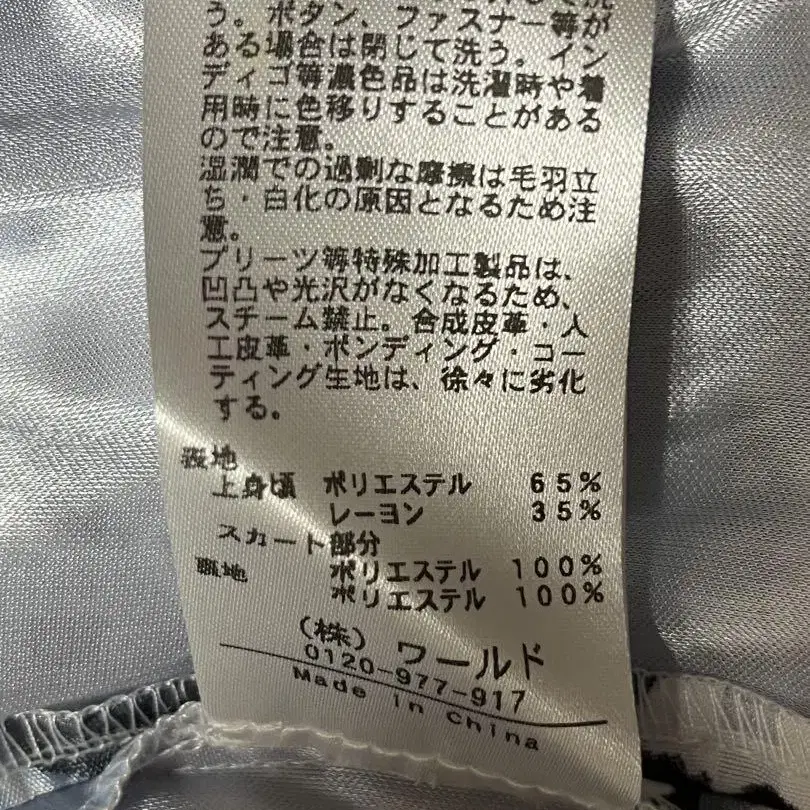 う。ボタン、ファスナー等が
ある場合は閉じて洗う。イン
ディゴ等濃色品は洗濯時や着
用時に色移りすることがある
ので注意。
湿潤での過剰な摩擦は毛羽立
ち・白化の原因となるため注
意。
プリーツ等特殊加工製品は、
凹凸や光沢がなくなるため、
スチーム禁止。合成皮革・人
工皮革・ボンディング・コー
ティング生地は、徐々に劣化
する。
表地
上身頃 ポリエステル 65%
レーヨン 35%
スカート部分
ポリエステル 100%
裏地 ポリエステル 100%
(株) ワールド
0120-977-917
Made in China